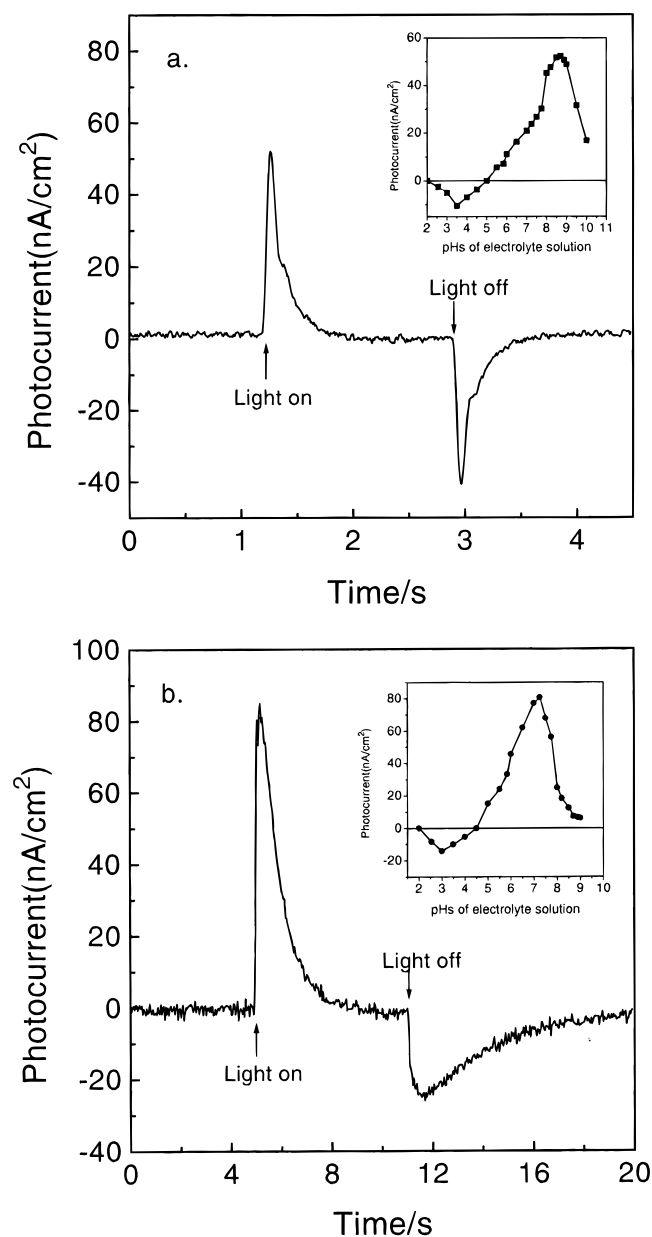 a.
Photocurrent(nA/cm²)
80
60
40
20
0
-20
-40
0 1 2 3 4
Time/s
Light on
Light off
Photocurrent(nA/cm²)
60
40
20
0
2 3 4 5 6 7 8 9 10 11
pHs of electrolyte solution
b.
Photocurrent(nA/cm²)
100
80
60
40
20
0
-20
-40
0 4 8 12 16 20
Time/s
Light on
Light off
Photocurrent(nA/cm²)
80
60
40
20
0
-20
2 3 4 5 6 7 8 9 10
pHs of electrolyte solution